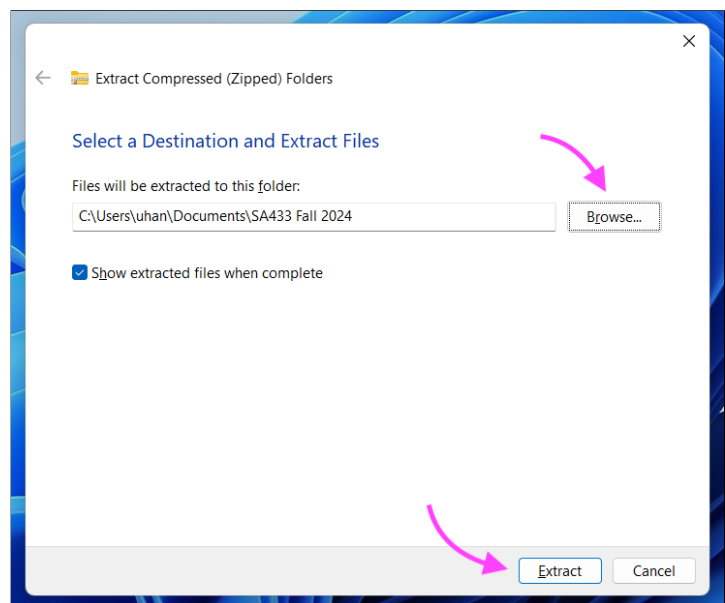 Extract Compressed (Zipped) Folders
Select a Destination and Extract Files
Files will be extracted to this folder:
C:\Users\uhan\Documents\SA433 Fall 2024
Browse...
Show extracted files when complete
Extract
Cancel